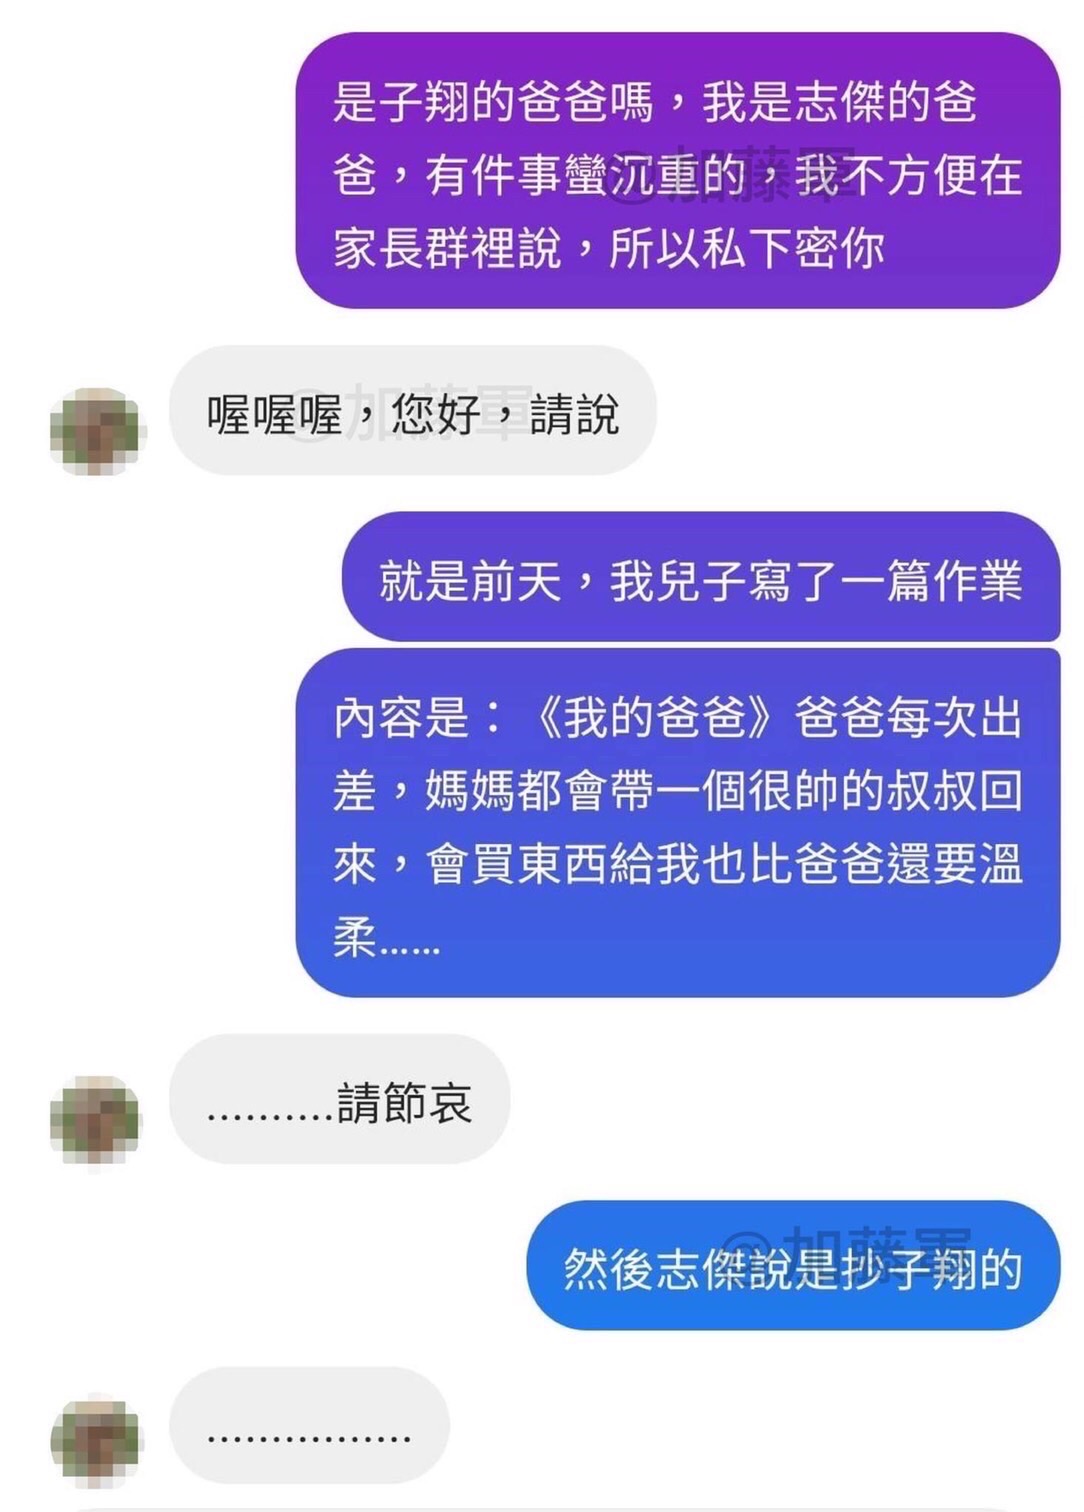 是子翔的爸爸嗎，我是志傑的爸
爸，有件事蠻沉重的，我不方便在
家長群裡說，所以私下密你
@加藤軍
喔喔喔，您好，請說
@加藤軍
就是前天，我兒子寫了一篇作業
內容是：《我的爸爸》爸爸每次出
差，媽媽都會帶一個很帥的叔叔回
來，會買東西給我也比爸爸還要溫
柔......
..........請節哀
然後志傑說是抄子翔的
@加藤軍
................